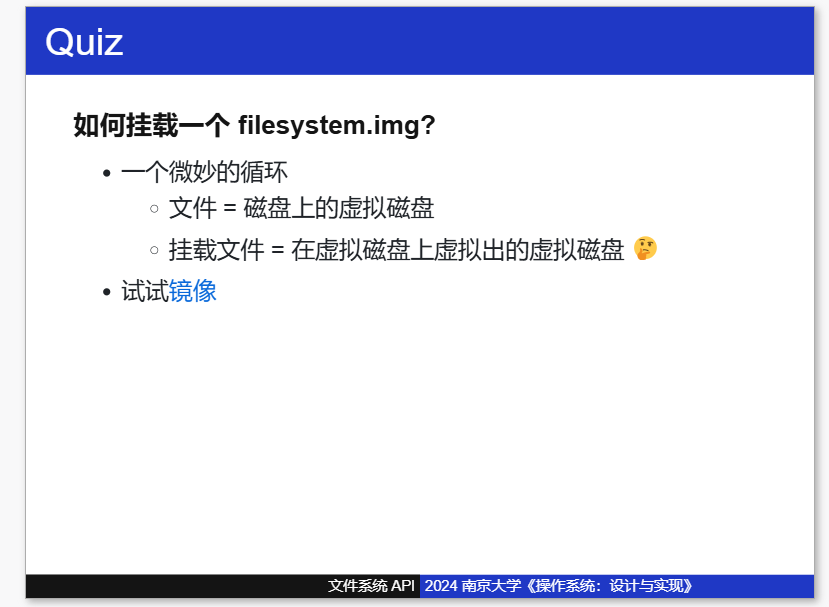 Quiz
如何挂载一个 filesystem.img?
一个微妙的循环
文件 = 磁盘上的虚拟磁盘
挂载文件 = 在虚拟磁盘上虚拟出的虚拟磁盘 🤔
试试镜像
文件系统 API 2024 南京大学《操作系统：设计与实现》